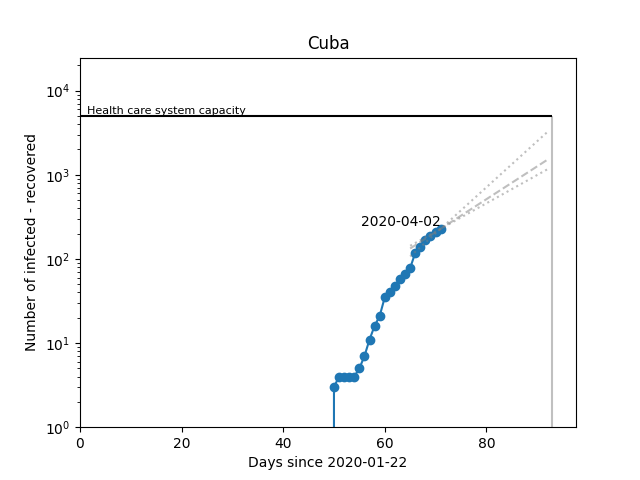 Cuba
10^4
Health care system capacity
10^3
2020-04-02
10^2
10^1
10^0
Number of infected - recovered
0 20 40 60 80
Days since 2020-01-22